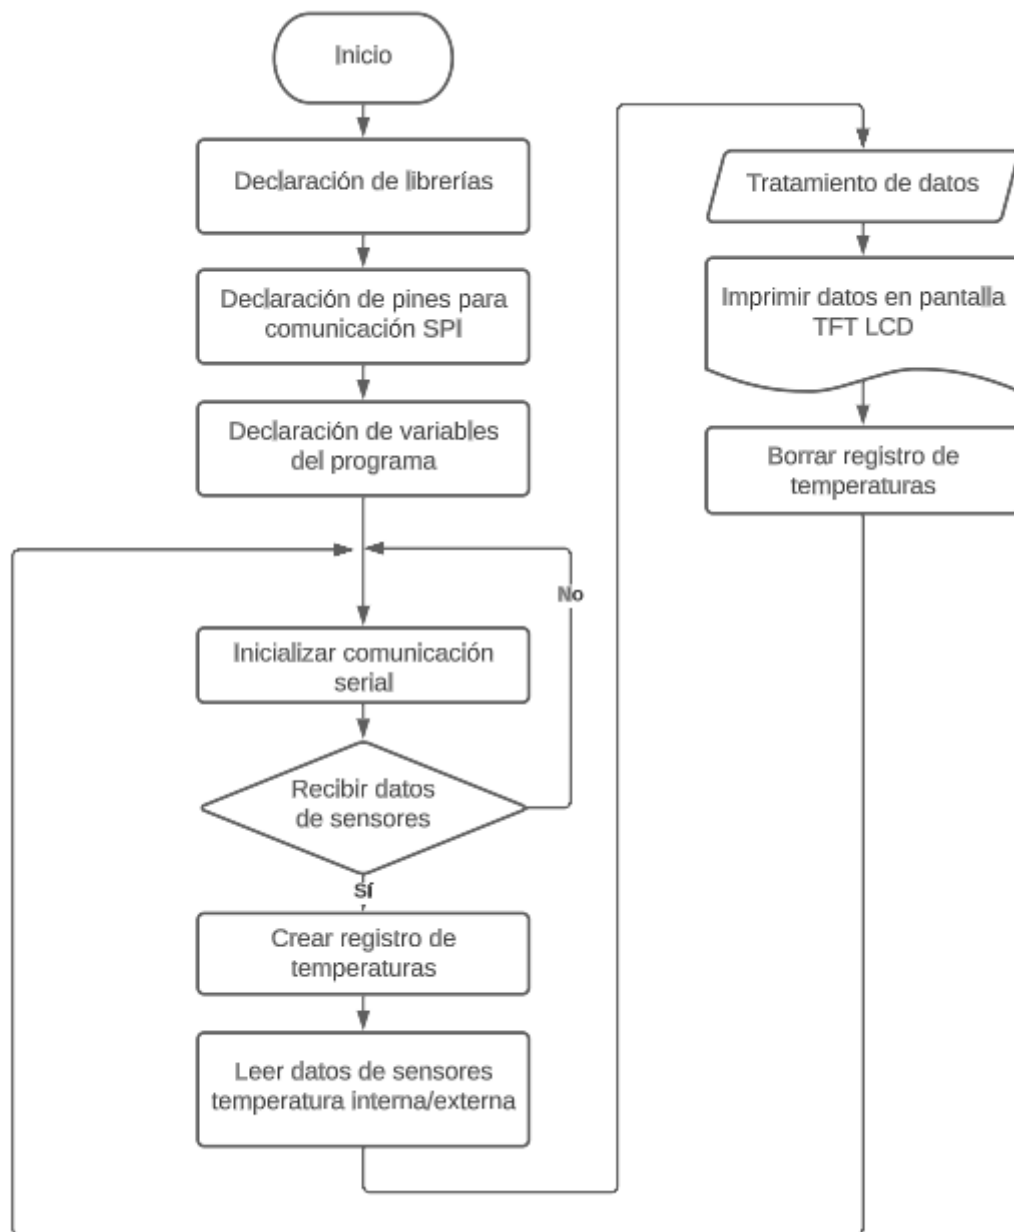 Inicio
Declaración de librerías
Declaración de pines para
comunicación SPI
Declaración de variables
del programa
Inicializar comunicación
serial
Recibir datos
de sensores
No
Sí
Crear registro de
temperaturas
Leer datos de sensores
temperatura interna/externa
Tratamiento de datos
Imprimir datos en pantalla
TFT LCD
Borrar registro de
temperaturas